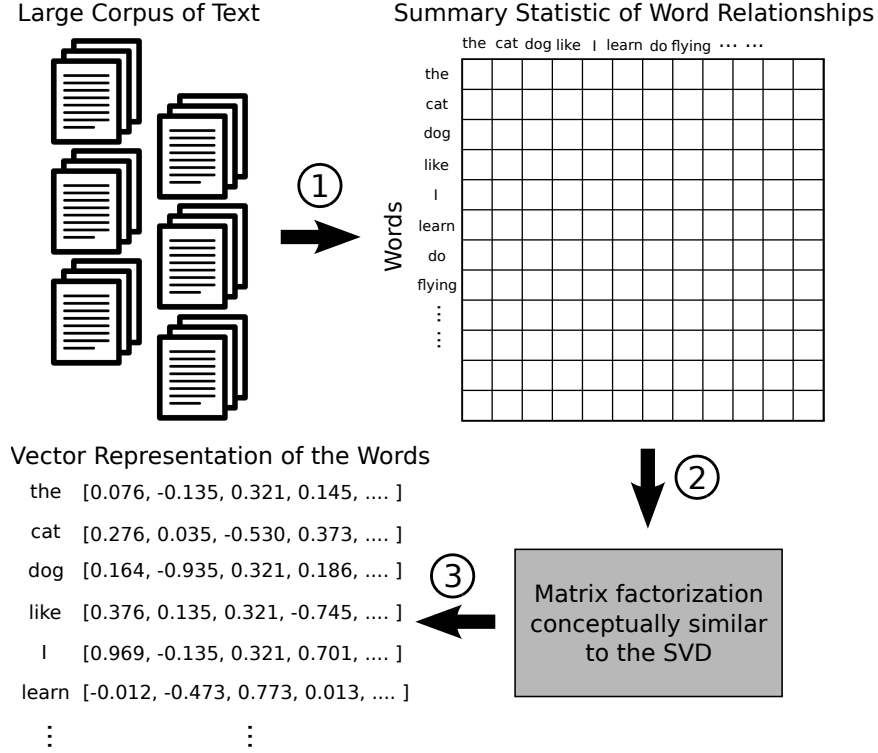 Large Corpus of Text
Summary Statistic of Word Relationships
the cat dog like I learn do flying ... ...
the
cat
dog
like
I
learn
do
flying
...
...
Words
1
2
Vector Representation of the Words
the [0.076, -0.135, 0.321, 0.145, .... ]
cat [0.276, 0.035, -0.530, 0.373, .... ]
dog [0.164, -0.935, 0.321, 0.186, .... ]
like [0.376, 0.135, 0.321, -0.745, .... ]
I [0.969, -0.135, 0.321, 0.701, .... ]
learn [-0.012, -0.473, 0.773, 0.013, .... ]
... ...
3
Matrix factorization
conceptually similar
to the SVD